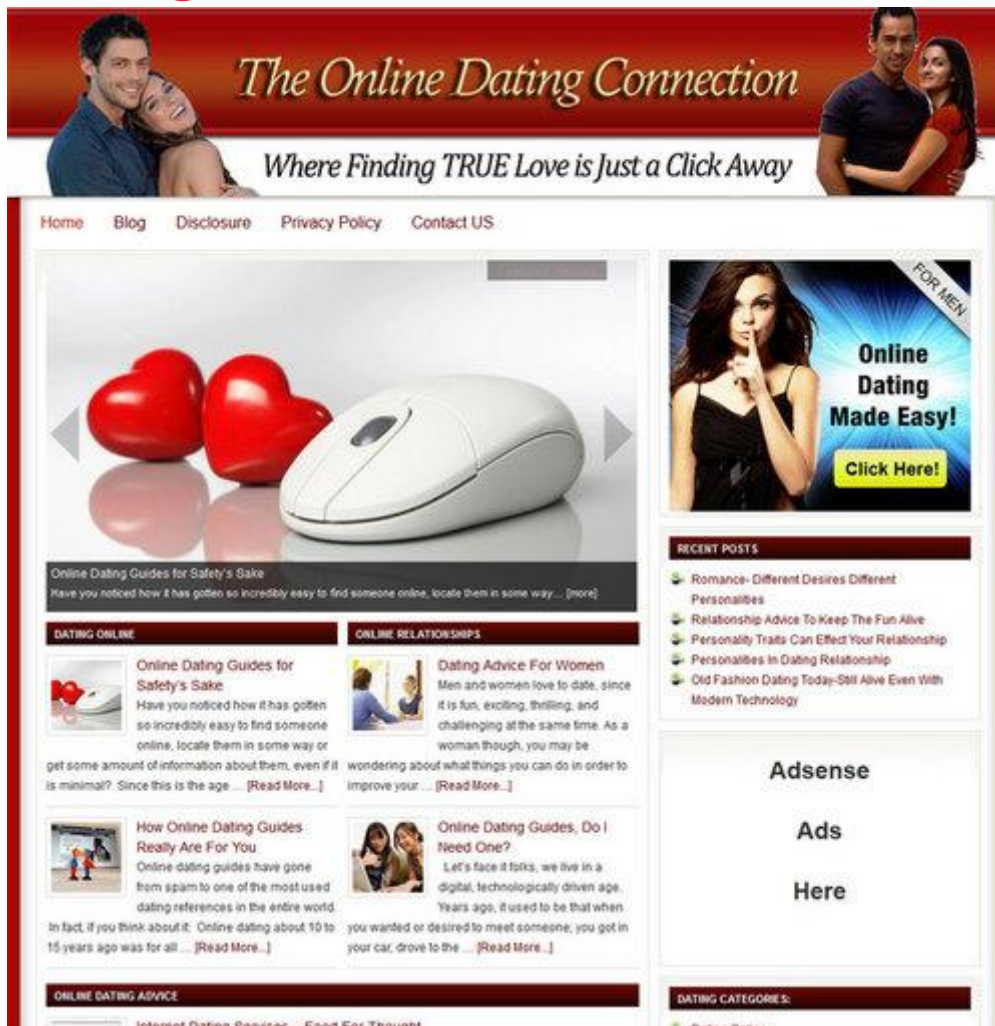 The Online Dating Connection
Where Finding TRUE Love is Just a Click Away
Home Blog Disclosure Privacy Policy Contact US
Online Dating Guides for Safety's Sake
Have you noticed how it has gotten so incredibly easy to find someone online, locate them in some way... [more]
FOR MEN
Online
Dating
Made Easy!
Click Here!
DATING ONLINE
Online Dating Guides for
Safety's Sake
Have you noticed how it has gotten
so incredibly easy to find someone
online, locate them in some way or
get some amount of information about them, even if it
is minimal? Since this is the age ... [Read More...]
How Online Dating Guides
Really Are For You
Online dating guides have gone
from spam to one of the most used
dating references in the entire world.
In fact, if you think about it: Online dating about 10 to
15 years ago was for all ... [Read More...]
ONLINE RELATIONSHIPS
Dating Advice For Women
Men and women love to date, since
it is fun, exciting, thrilling, and
challenging at the same time. As a
woman though, you may be
wondering about what things you can do in order to
improve your ... [Read More...]
Online Dating Guides, Do I
Need One?
Let's face it folks, we live in a
digital, technologically driven age.
Years ago, it used to be that when
you wanted or desired to meet someone; you got in
your car, drove to the ... [Read More...]
RECENT POSTS
Romance- Different Desires Different
Personalities
Relationship Advice To Keep The Fun Alive
Personality Traits Can Effect Your Relationship
Personalities In Dating Relationship
Old Fashion Dating Today-Still Alive Even With
Modern Technology
Adsense
Ads
Here
ONLINE DATING ADVICE
Internet Dating Services – Food For Thought
DATING CATEGORIES: